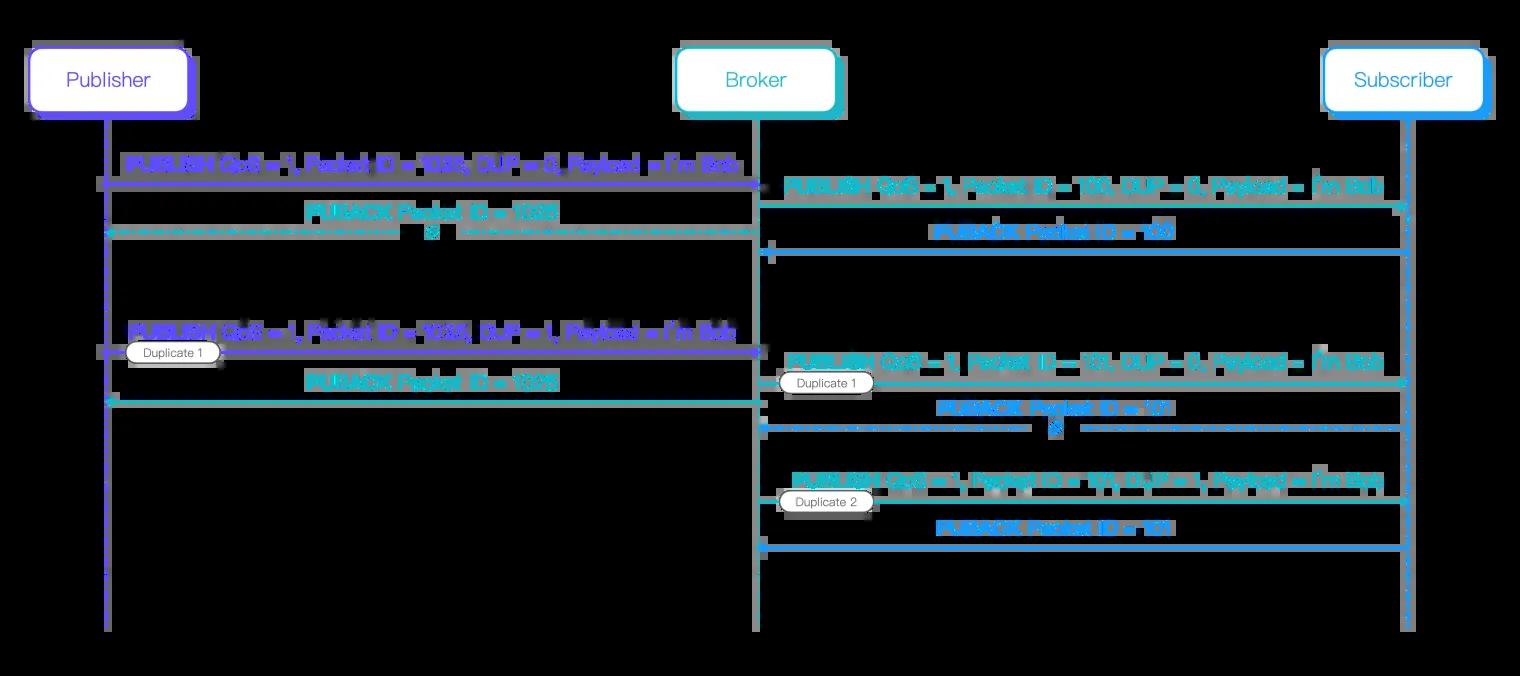 Publisher
Broker
Subscriber
PUBLISH QoS = 1, Packet ID = 1025, DUP = 0, Payload = I'm Bob
PUBLISH QoS = 1, Packet ID = 100, DUP = 0, Payload = I'm Bob
PUBACK Packet ID = 1025
PUBACK Packet ID = 100
PUBLISH QoS = 1, Packet ID = 1025, DUP = 1, Payload = I'm Bob
Duplicate 1
PUBLISH QoS = 1, Packet ID = 101, DUP = 0, Payload = I'm Bob
PUBACK Packet ID = 1025
Duplicate 1
PUBACK Packet ID = 101
PUBLISH QoS = 1, Packet ID = 101, DUP = 1, Payload = I'm Bob
Duplicate 2
PUBACK Packet ID = 101